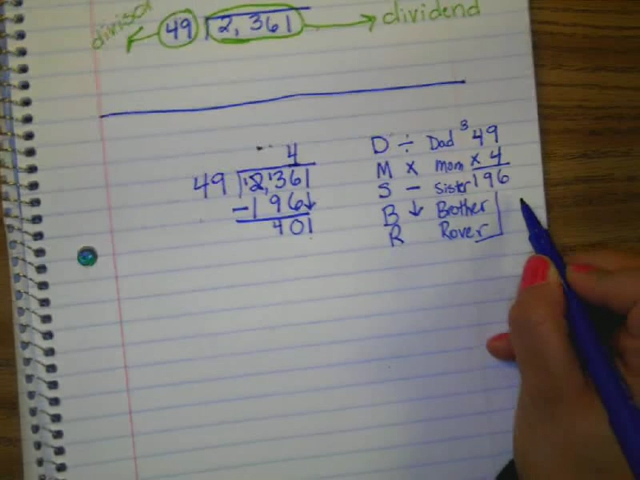 divisor 49 2,361 dividend
4
49 2,361
-196↓
401
D ÷ Dad
M × mom
S - Sister
B ↓ Brother
R Rover
3
49
× 4
196